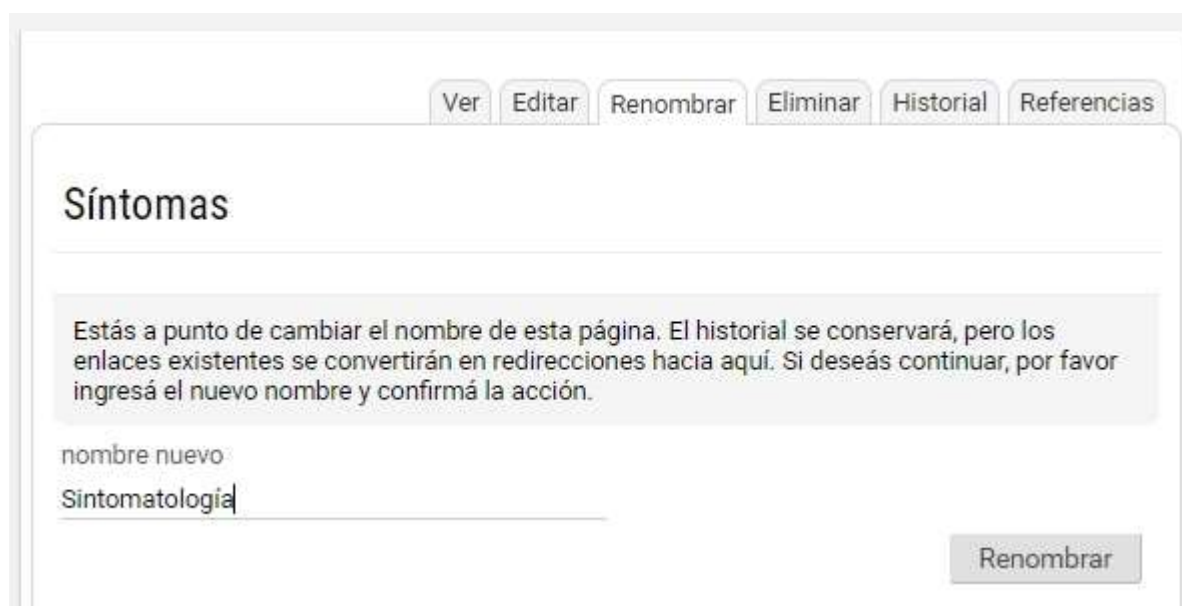 Ver Editar Renombrar Eliminar Historial Referencias
Síntomas
Estás a punto de cambiar el nombre de esta página. El historial se conservará, pero los
enlaces existentes se convertirán en redirecciones hacia aquí. Si deseás continuar, por favor
ingresá el nuevo nombre y confirmá la acción.
nombre nuevo
Sintomatología
Renombrar